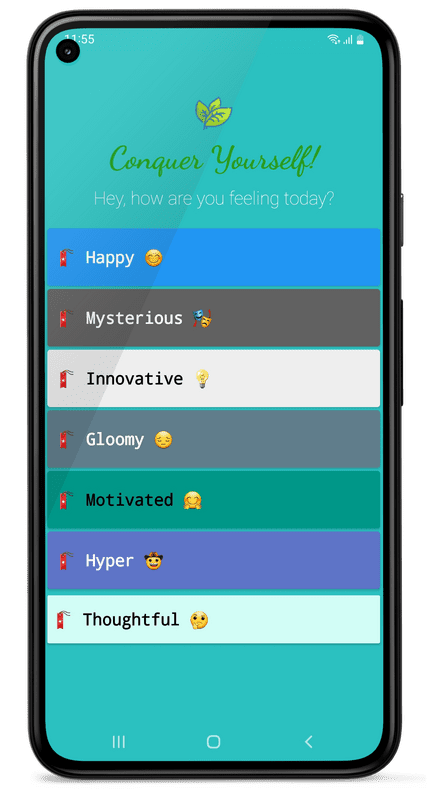 11:55
Conquer Yourself!
Hey, how are you feeling today?
Happy 😊
Mysterious 🎭
Innovative 💡
Gloomy 😔
Motivated 🤗
Hyper 🤠
Thoughtful 🤔